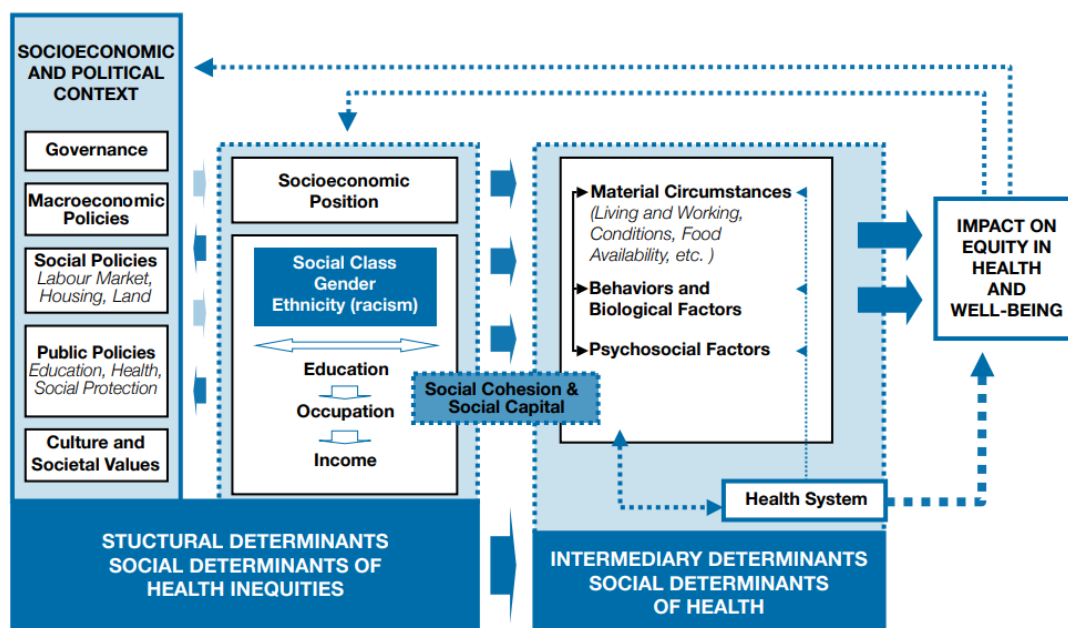 SOCIOECONOMIC
AND POLITICAL
CONTEXT
Governance
Macroeconomic
Policies
Social Policies
Labour Market,
Housing, Land
Public Policies
Education, Health,
Social Protection
Culture and
Societal Values
Socioeconomic
Position
Social Class
Gender
Ethnicity (racism)
Education
Occupation
Income
Social Cohesion &
Social Capital
Material Circumstances
(Living and Working,
Conditions, Food
Availability, etc. )
Behaviors and
Biological Factors
Psychosocial Factors
Health System
IMPACT ON
EQUITY IN
HEALTH
AND
WELL-BEING
STUCTURAL DETERMINANTS
SOCIAL DETERMINANTS OF
HEALTH INEQUITIES
INTERMEDIARY DETERMINANTS
SOCIAL DETERMINANTS
OF HEALTH